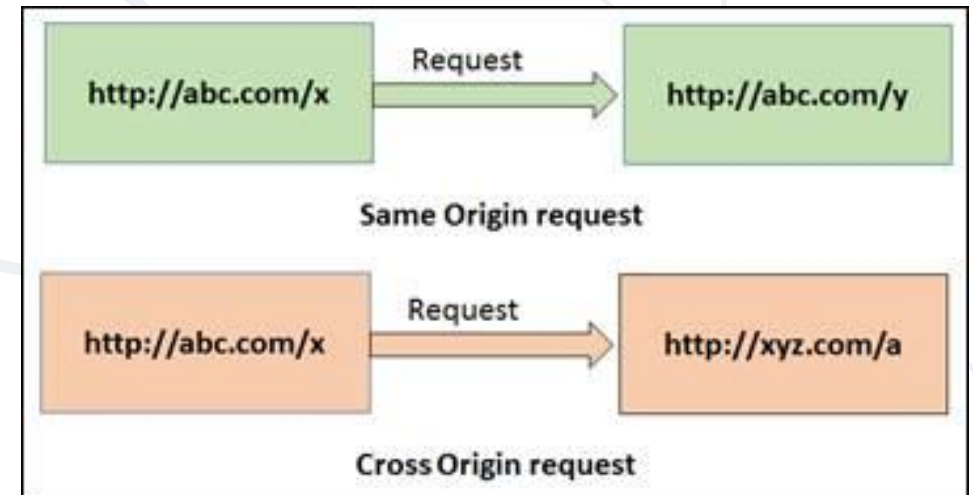 Request
http://abc.com/x http://abc.com/y
Same Origin request
Request
http://abc.com/x http://xyz.com/a
Cross Origin request